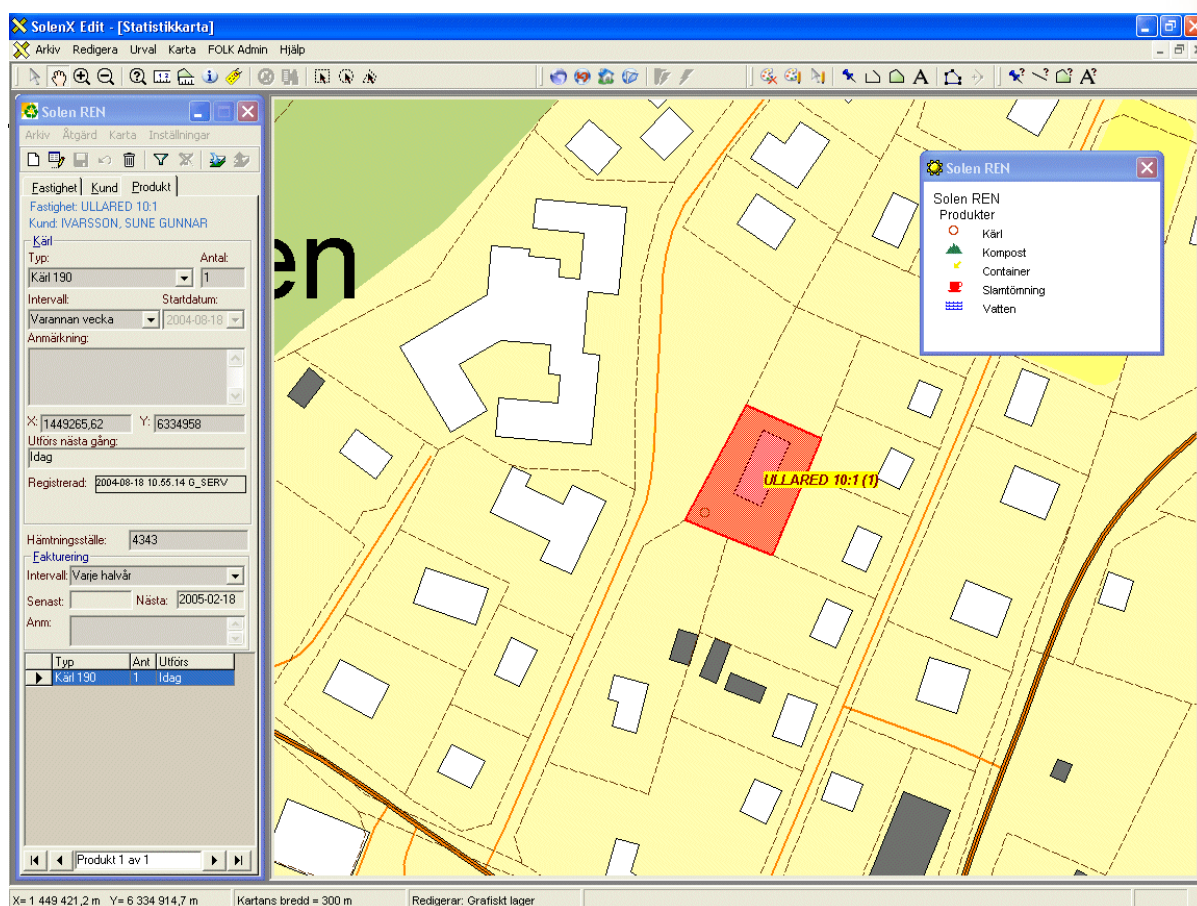 SolenX Edit - [Statistikkarta]
Arkiv Redigera Urval Karta FOLK Admin Hjälp
Solen REN
Arkiv Åtgärd Karta Inställningar
Fastighet Kund Produkt
Fastighet: ULLARED 10:1
Kund: IVARSSON, SUNE GUNNAR
Kärl
Typ: Antal:
Kärl 190 1
Intervall: Startdatum:
Varannan vecka 2004-08-18
Anmärkning:
X: 1449265,62 Y: 6334958
Utförs nästa gång:
Idag
Registrerad: 2004-08-18 10.55.14 G_SERV
Hämtningsställe: 4343
Fakturering
Intervall: Varje halvår
Senast: Nästa: 2005-02-18
Anm:
Typ Ant Utförs
Kärl 190 1 Idag
Produkt 1 av 1
en
ULLARED 10:1 (1)
Solen REN
Solen REN
Produkter
Kärl
Kompost
Container
Slamtömning
Vatten
X= 1 449 421,2 m Y= 6 334 914,7 m Kartans bredd = 300 m Redigerar: Grafiskt lager